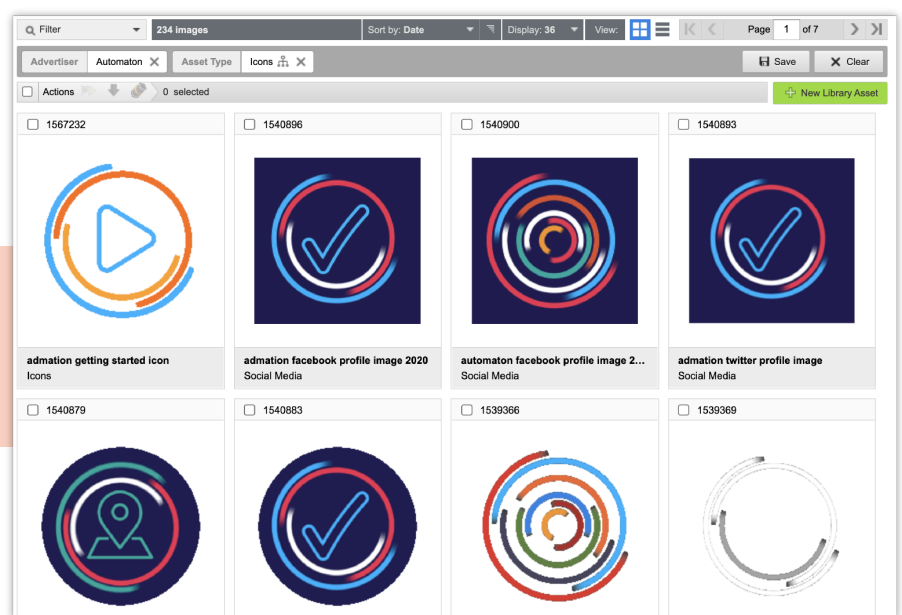 Filter 234 images Sort by: Date Display: 36 View: Page 1 of 7
Advertiser Automaton Asset Type Icons Save Clear
Actions 0 selected New Library Asset
1567232 1540896 1540900 1540893
admation getting started icon admation facebook profile image 2020 automaton facebook profile image 2... admation twitter profile image
Icons Social Media Social Media Social Media
1540879 1540883 1539366 1539369